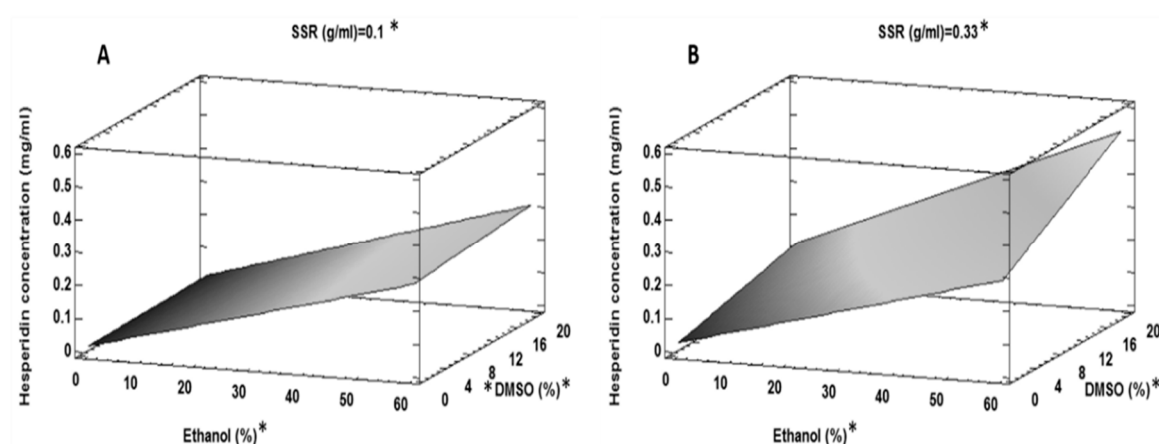 SSR (g/ml)=0.1 *
A
Hesperidin concentration (mg/ml)
0.6
0.5
0.4
0.3
0.2
0.1
0
0 10 20 30 40 50 60
Ethanol (%)*
0 4 8 12 16 20
* DMSO (%)*
SSR (g/ml)=0.33*
B
Hesperidin concentration (mg/ml)
0.6
0.5
0.4
0.3
0.2
0.1
0
0 10 20 30 40 50 60
Ethanol (%)*
0 4 8 12 16 20
DMSO (%)*